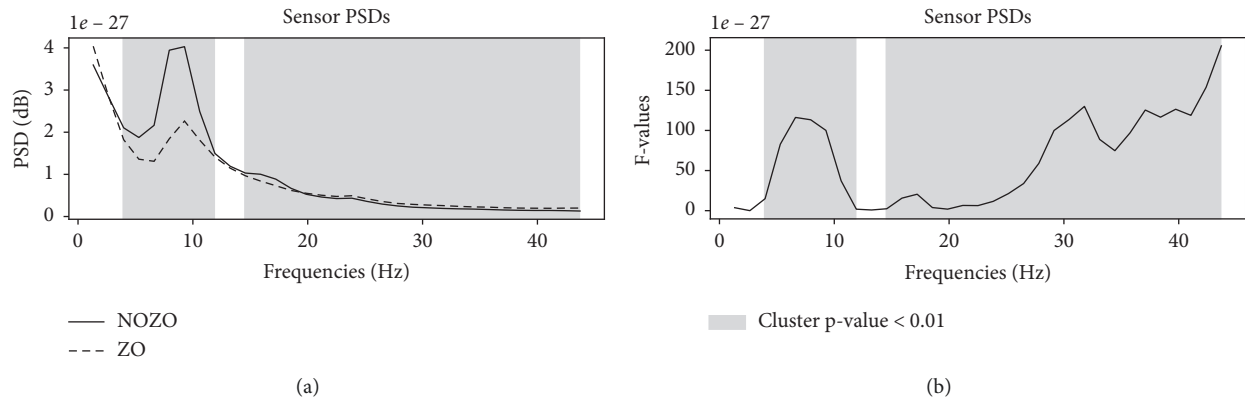 Sensor PSDs
1e – 27
4
3
2
1
0
PSD (dB)
0 10 20 30 40
Frequencies (Hz)
NOZO
ZO
(a)
Sensor PSDs
1e – 27
200
150
100
50
0
F-values
0 10 20 30 40
Frequencies (Hz)
Cluster p-value < 0.01
(b)